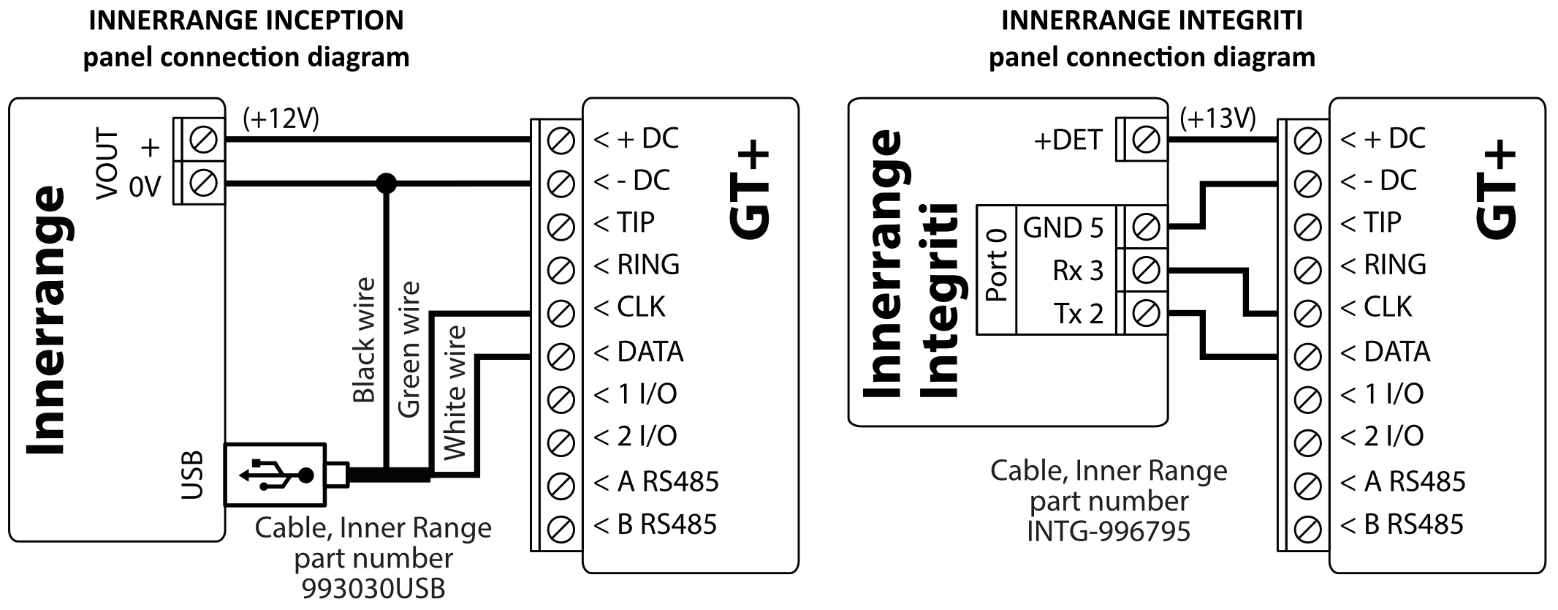 INNERRANGE INCEPTION
panel connection diagram
Innerrange
VOUT
+
0V
(+12V)
USB
Black wire
Green wire
White wire
Cable, Inner Range
part number
993030USB
< + DC
< - DC
< TIP
< RING
< CLK
< DATA
< 1 I/O
< 2 I/O
< A RS485
< B RS485
GT+
INNERRANGE INTEGRITI
panel connection diagram
Innerrange
Integriti
+DET
(+13V)
Port 0
GND 5
Rx 3
Tx 2
Cable, Inner Range
part number
INTG-996795
< + DC
< - DC
< TIP
< RING
< CLK
< DATA
< 1 I/O
< 2 I/O
< A RS485
< B RS485
GT+